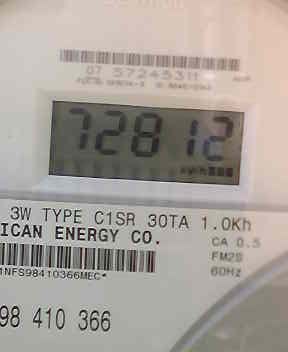 07 57245311
72812
3W TYPE C1SR 30TA 1.0Kh
ICAN ENERGY CO.
CA 0.5
FM2S
60Hz
1NFS98410366MEC*
98 410 366